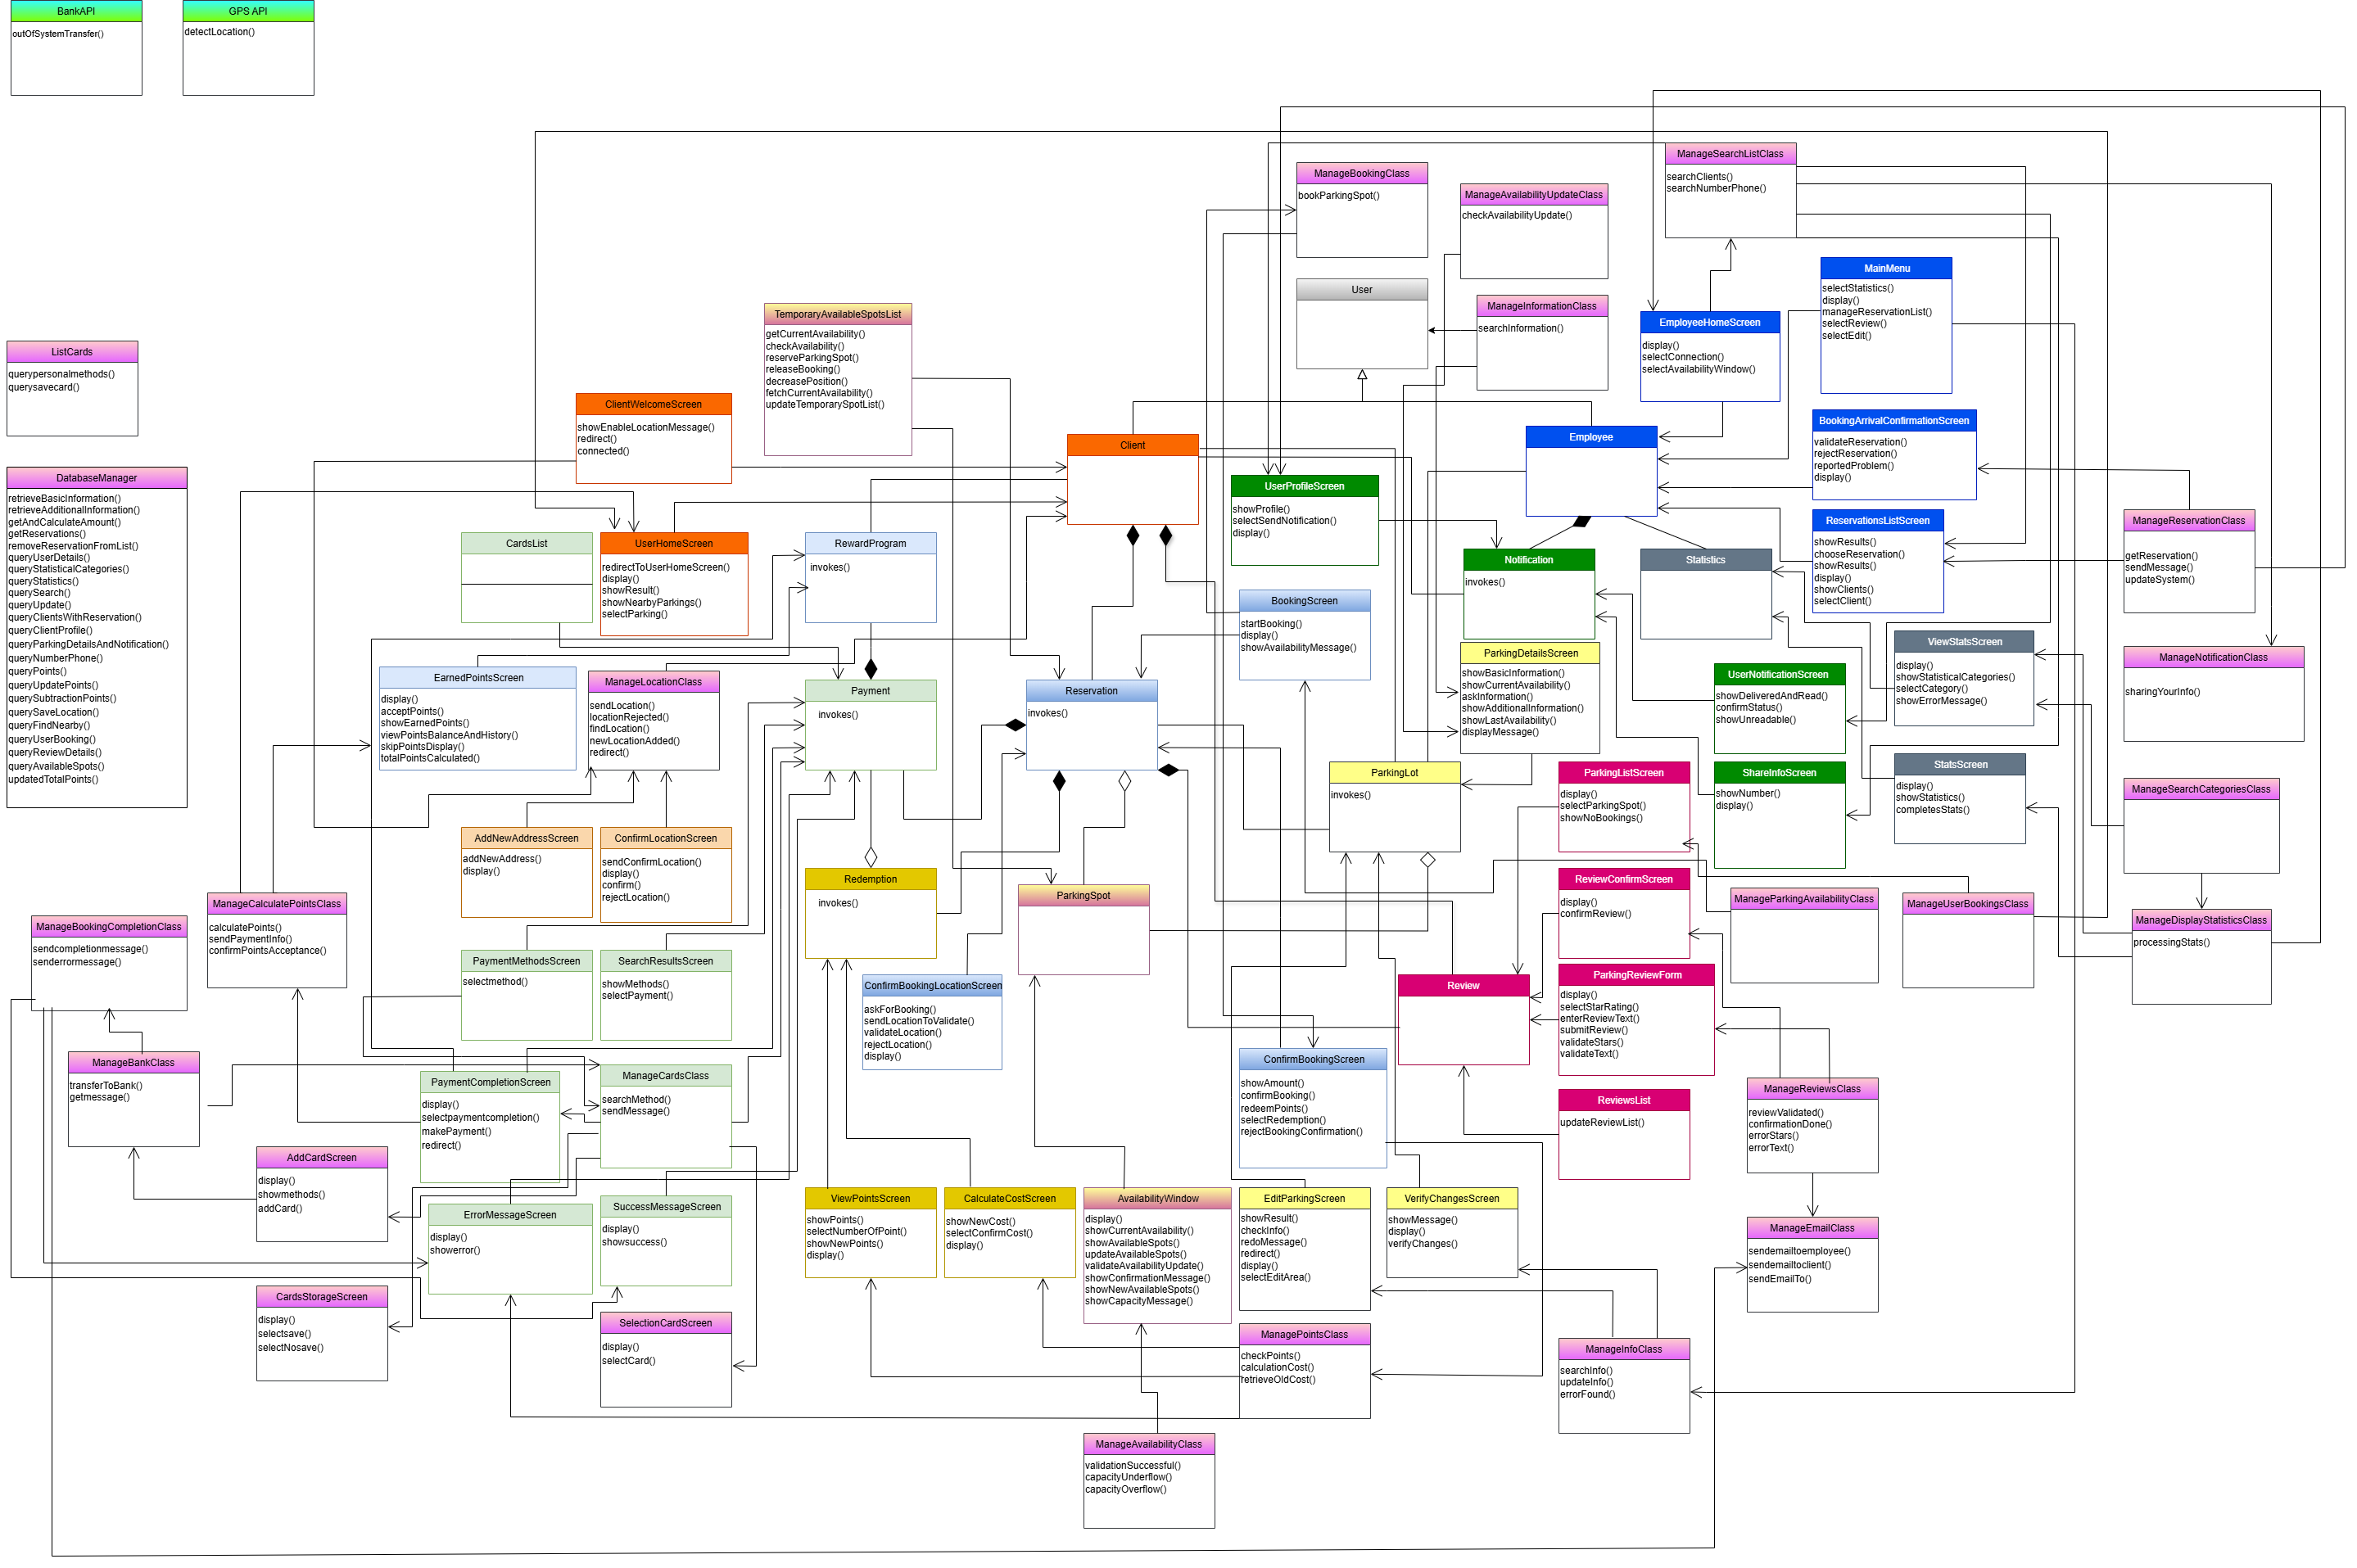 BankAPI
outOfSystemTransfer()
GPS API
detectLocation()
ManageSearchListClass
searchClients()
searchNumberPhone()
ManageBookingClass
bookParkingSpot()
ManageAvailabilityUpdateClass
checkAvailabilityUpdate()
MainMenu
selectStatistics()
display()
manageReservationList()
selectReview()
selectEdit()
User
ManageInformationClass
searchInformation()
TemporaryAvailableSpotsList
getCurrentAvailability()
checkAvailability()
reserveParkingSpot()
releaseBooking()
decreasePosition()
fetchCurrentAvailability()
updateTemporarySpotList()
EmployeeHomeScreen
display()
selectConnection()
selectAvailabilityWindow()
ListCards
querypersonalmethods()
querysavecard()
ClientWelcomeScreen
showEnableLocationMessage()
redirect()
connected()
BookingArrivalConfirmationScreen
validateReservation()
rejectReservation()
reportedProblem()
display()
Client
Employee
DatabaseManager
retrieveBasicInformation()
retrieveAdditionalInformation()
getAndCalculateAmount()
getReservations()
removeReservationFromList()
queryUserDetails()
queryStatisticalCategories()
queryStatistics()
querySearch()
queryUpdate()
queryClientsWithReservation()
queryClientProfile()
queryParkingDetailsAndNotification()
queryNumberPhone()
queryPoints()
queryUpdatePoints()
querySubtractionPoints()
querySaveLocation()
queryFindNearby()
queryUserBooking()
queryReviewDetails()
queryAvailableSpots()
updatedTotalPoints()
UserProfileScreen
showProfile()
selectSendNotification()
display()
ReservationsListScreen
showResults()
chooseReservation()
showResults()
display()
showClients()
selectClient()
ManageReservationClass
getReservation()
sendMessage()
updateSystem()
CardsList
UserHomeScreen
redirectToUserHomeScreen()
display()
showResult()
showNearbyParkings()
selectParking()
RewardProgram
invokes()
Notification
invokes()
Statistics
BookingScreen
startBooking()
display()
showAvailabilityMessage()
ViewStatsScreen
display()
showStatisticalCategories()
selectCategory()
showErrorMessage()
ParkingDetailsScreen
showBasicInformation()
showCurrentAvailability()
askInformation()
showAdditionalInformation()
showLastAvailability()
displayMessage()
ManageNotificationClass
sharingYourInfo()
UserNotificationScreen
showDeliveredAndRead()
confirmStatus()
showUnreadable()
EarnedPointsScreen
display()
acceptPoints()
showEarnedPoints()
viewPointsBalanceAndHistory()
skipPointsDisplay()
totalPointsCalculated()
ManageLocationClass
sendLocation()
locationRejected()
findLocation()
newLocationAdded()
redirect()
Payment
invokes()
Reservation
invokes()
StatsScreen
display()
showStatistics()
completesStats()
ParkingLot
invokes()
ParkingListScreen
display()
selectParkingSpot()
showNoBookings()
ShareInfoScreen
showNumber()
display()
ManageSearchCategoriesClass
AddNewAddressScreen
addNewAddress()
display()
ConfirmLocationScreen
sendConfirmLocation()
display()
confirm()
rejectLocation()
Redemption
invokes()
ParkingSpot
ReviewConfirmScreen
display()
confirmReview()
ManageParkingAvailabilityClass
ManageUserBookingsClass
ManageDisplayStatisticsClass
processingStats()
ManageCalculatePointsClass
calculatePoints()
sendPaymentInfo()
confirmPointsAcceptance()
ManageBookingCompletionClass
sendcompletionmessage()
senderrormessage()
PaymentMethodsScreen
selectmethod()
SearchResultsScreen
showMethods()
selectPayment()
ConfirmBookingLocationScreen
askForBooking()
sendLocationToValidate()
validateLocation()
rejectLocation()
display()
Review
ParkingReviewForm
display()
selectStarRating()
enterReviewText()
submitReview()
validateStars()
validateText()
ManageBankClass
transferToBank()
getmessage()
PaymentCompletionScreen
display()
selectpaymentcompletion()
makePayment()
redirect()
ManageCardsClass
searchMethod()
sendMessage()
ConfirmBookingScreen
showAmount()
confirmBooking()
redeemPoints()
selectRedemption()
rejectBookingConfirmation()
ReviewsList
updateReviewList()
ManageReviewsClass
reviewValidated()
confirmationDone()
errorStars()
errorText()
AddCardScreen
display()
showmethods()
addCard()
ErrorMessageScreen
display()
showerror()
SuccessMessageScreen
display()
showsuccess()
ViewPointsScreen
showPoints()
selectNumberOfPoint()
showNewPoints()
display()
CalculateCostScreen
showNewCost()
selectConfirmCost()
display()
AvailabilityWindow
display()
showCurrentAvailability()
showAvailableSpots()
updateAvailableSpots()
validateAvailabilityUpdate()
showConfirmationMessage()
showNewAvailableSpots()
showCapacityMessage()
EditParkingScreen
showResult()
checkInfo()
redoMessage()
redirect()
display()
selectEditArea()
VerifyChangesScreen
showMessage()
display()
verifyChanges()
ManageEmailClass
sendemailtoemployee()
sendemailtoclient()
sendEmailTo()
CardsStorageScreen
display()
selectsave()
selectNosave()
SelectionCardScreen
display()
selectCard()
ManagePointsClass
checkPoints()
calculationCost()
retrieveOldCost()
ManageInfoClass
searchInfo()
updateInfo()
errorFound()
ManageAvailabilityClass
validationSuccessful()
capacityUnderflow()
capacityOverflow()